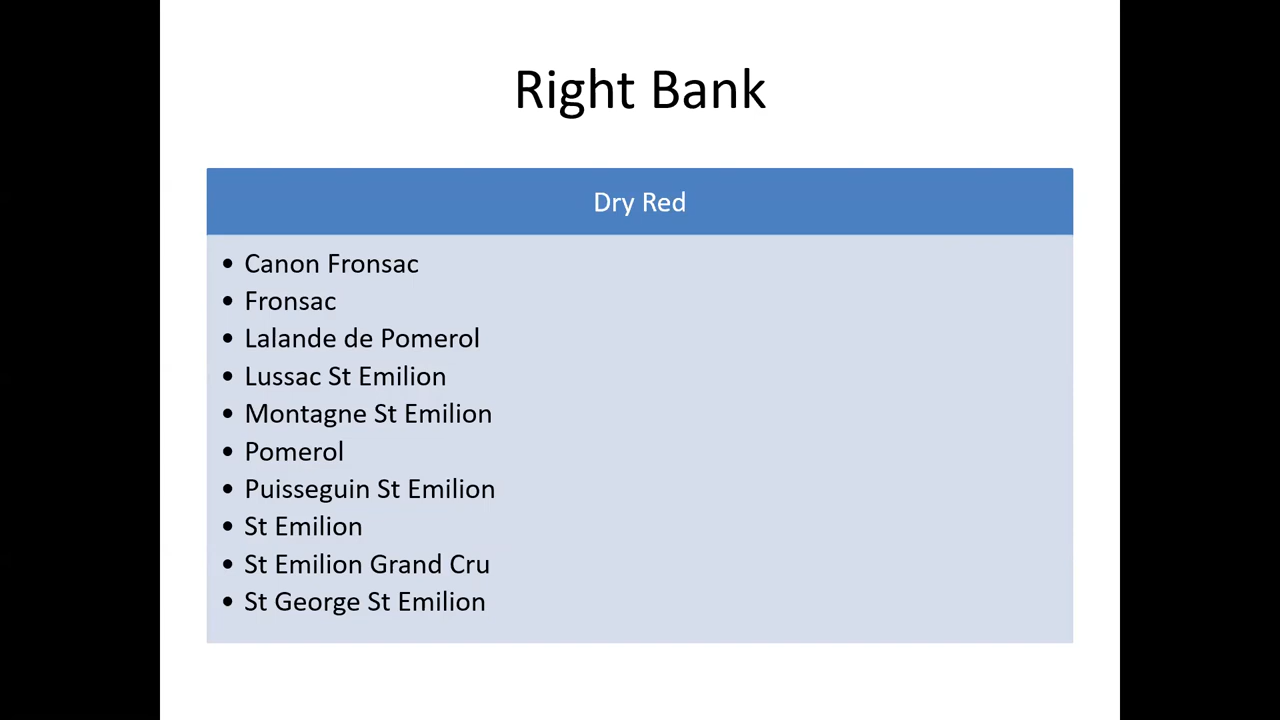 Right Bank
Dry Red
• Canon Fronsac
• Fronsac
• Lalande de Pomerol
• Lussac St Emilion
• Montagne St Emilion
• Pomerol
• Puisseguin St Emilion
• St Emilion
• St Emilion Grand Cru
• St George St Emilion